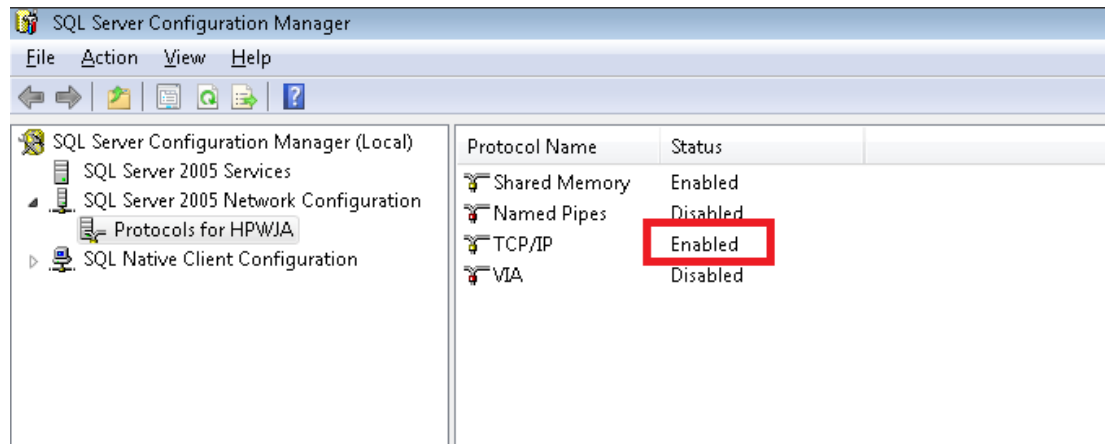 SQL Server Configuration Manager
File Action View Help
SQL Server Configuration Manager (Local)
SQL Server 2005 Services
SQL Server 2005 Network Configuration
Protocols for HPWJA
SQL Native Client Configuration
Protocol Name Status
Shared Memory Enabled
Named Pipes Disabled
TCP/IP Enabled
VIA Disabled